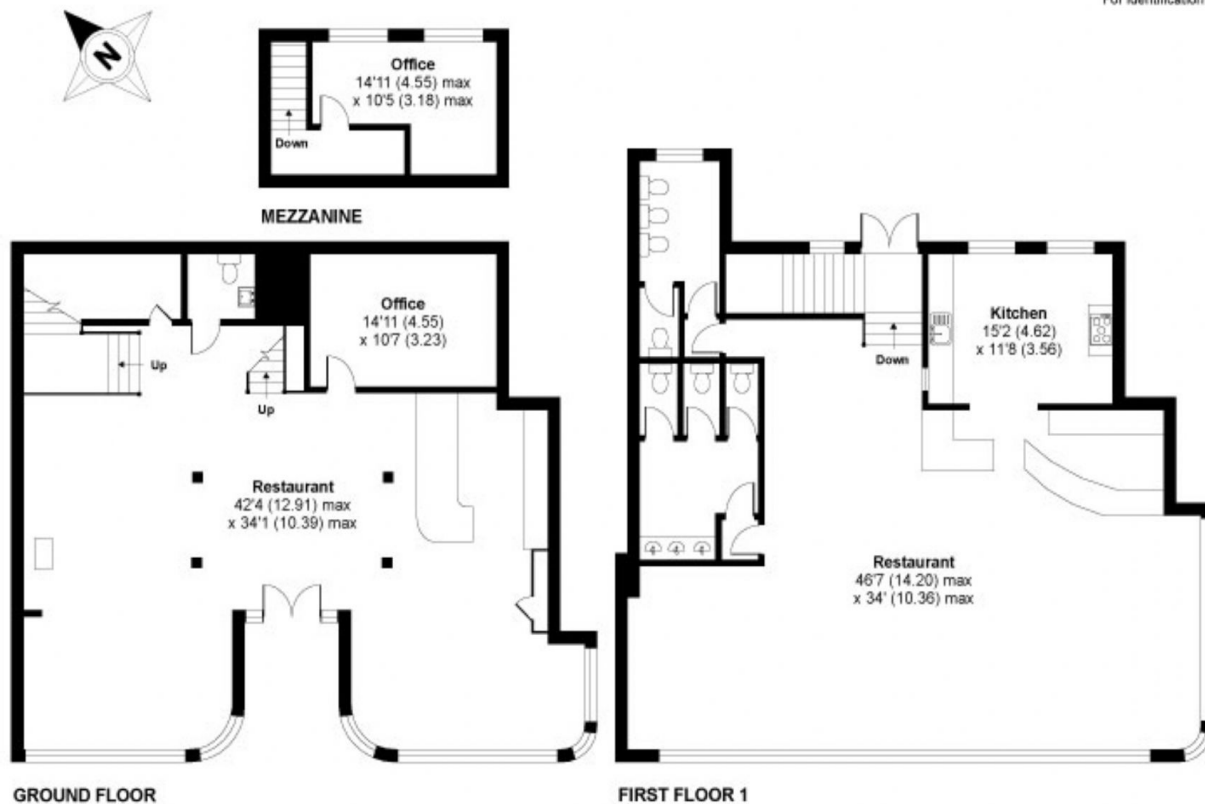 For identification
N
Office
14'11 (4.55) max
x 10'5 (3.18) max
Down
MEZZANINE
Office
14'11 (4.55)
x 10'7 (3.23)
Up
Up
Restaurant
42'4 (12.91) max
x 34'1 (10.39) max
GROUND FLOOR
Kitchen
15'2 (4.62)
x 11'8 (3.56)
Down
Restaurant
46'7 (14.20) max
x 34' (10.36) max
FIRST FLOOR 1